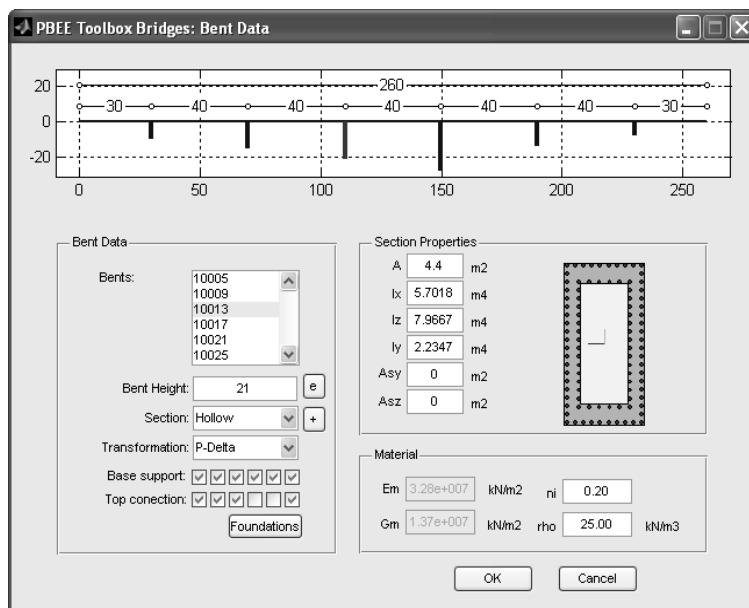 PBEE Toolbox Bridges: Bent Data
20
0
-20
260
30 40 40 40 40 40 30
0 50 100 150 200 250
Bent Data
Bents:
10005
10009
10013
10017
10021
10025
Bent Height: 21 e
Section: Hollow +
Transformation: P-Delta
Base support:
Top conection:
Foundations
Section Properties
A 4.4 m2
Ix 5.7018 m4
Iz 7.9667 m4
Iy 2.2347 m4
Asy 0 m2
Asz 0 m2
Material
Em 3.28e+007 kN/m2 ni 0.20
Gm 1.37e+007 kN/m2 rho 25.00 kN/m3
OK Cancel